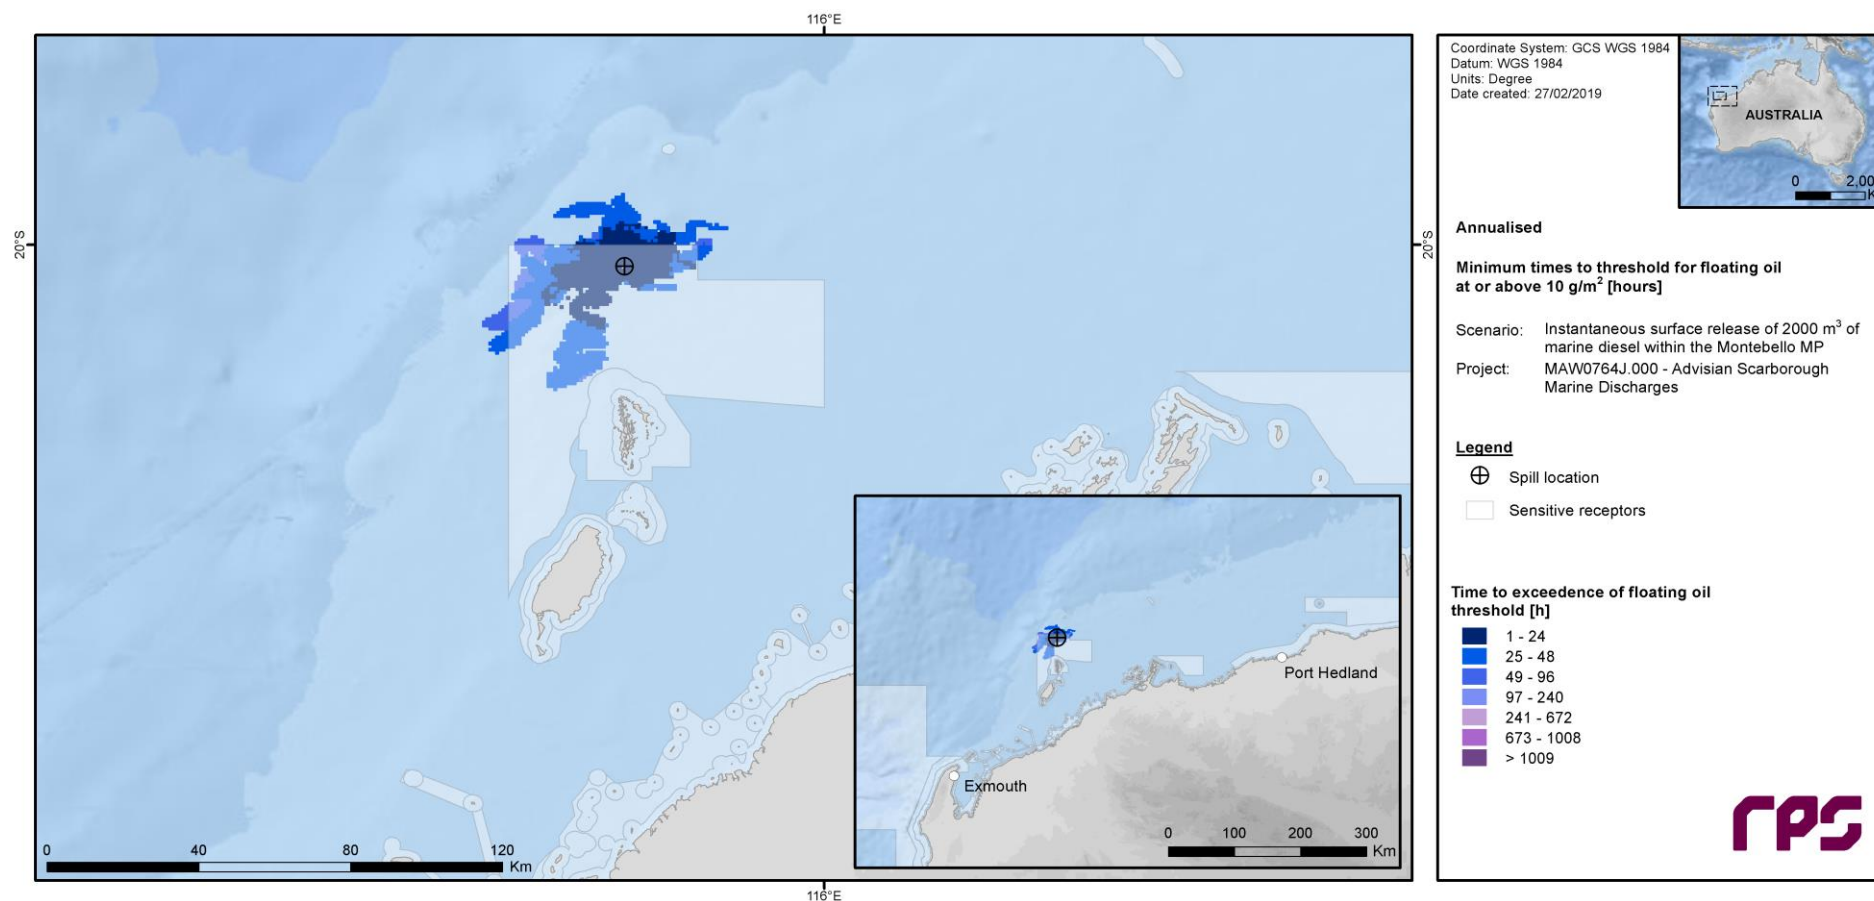 116°E
20°S
20°S
116°E
0 40 80 120 Km
Exmouth
Port Hedland
0 100 200 300 Km
Coordinate System: GCS WGS 1984
Datum: WGS 1984
Units: Degree
Date created: 27/02/2019
AUSTRALIA
0 2,00
K
Annualised
Minimum times to threshold for floating oil
at or above 10 g/m² [hours]
Scenario: Instantaneous surface release of 2000 m³ of
marine diesel within the Montebello MP
Project: MAW0764J.000 - Advisian Scarborough
Marine Discharges
Legend
Spill location
Sensitive receptors
Time to exceedence of floating oil
threshold [h]
1 - 24
25 - 48
49 - 96
97 - 240
241 - 672
673 - 1008
> 1009
rps